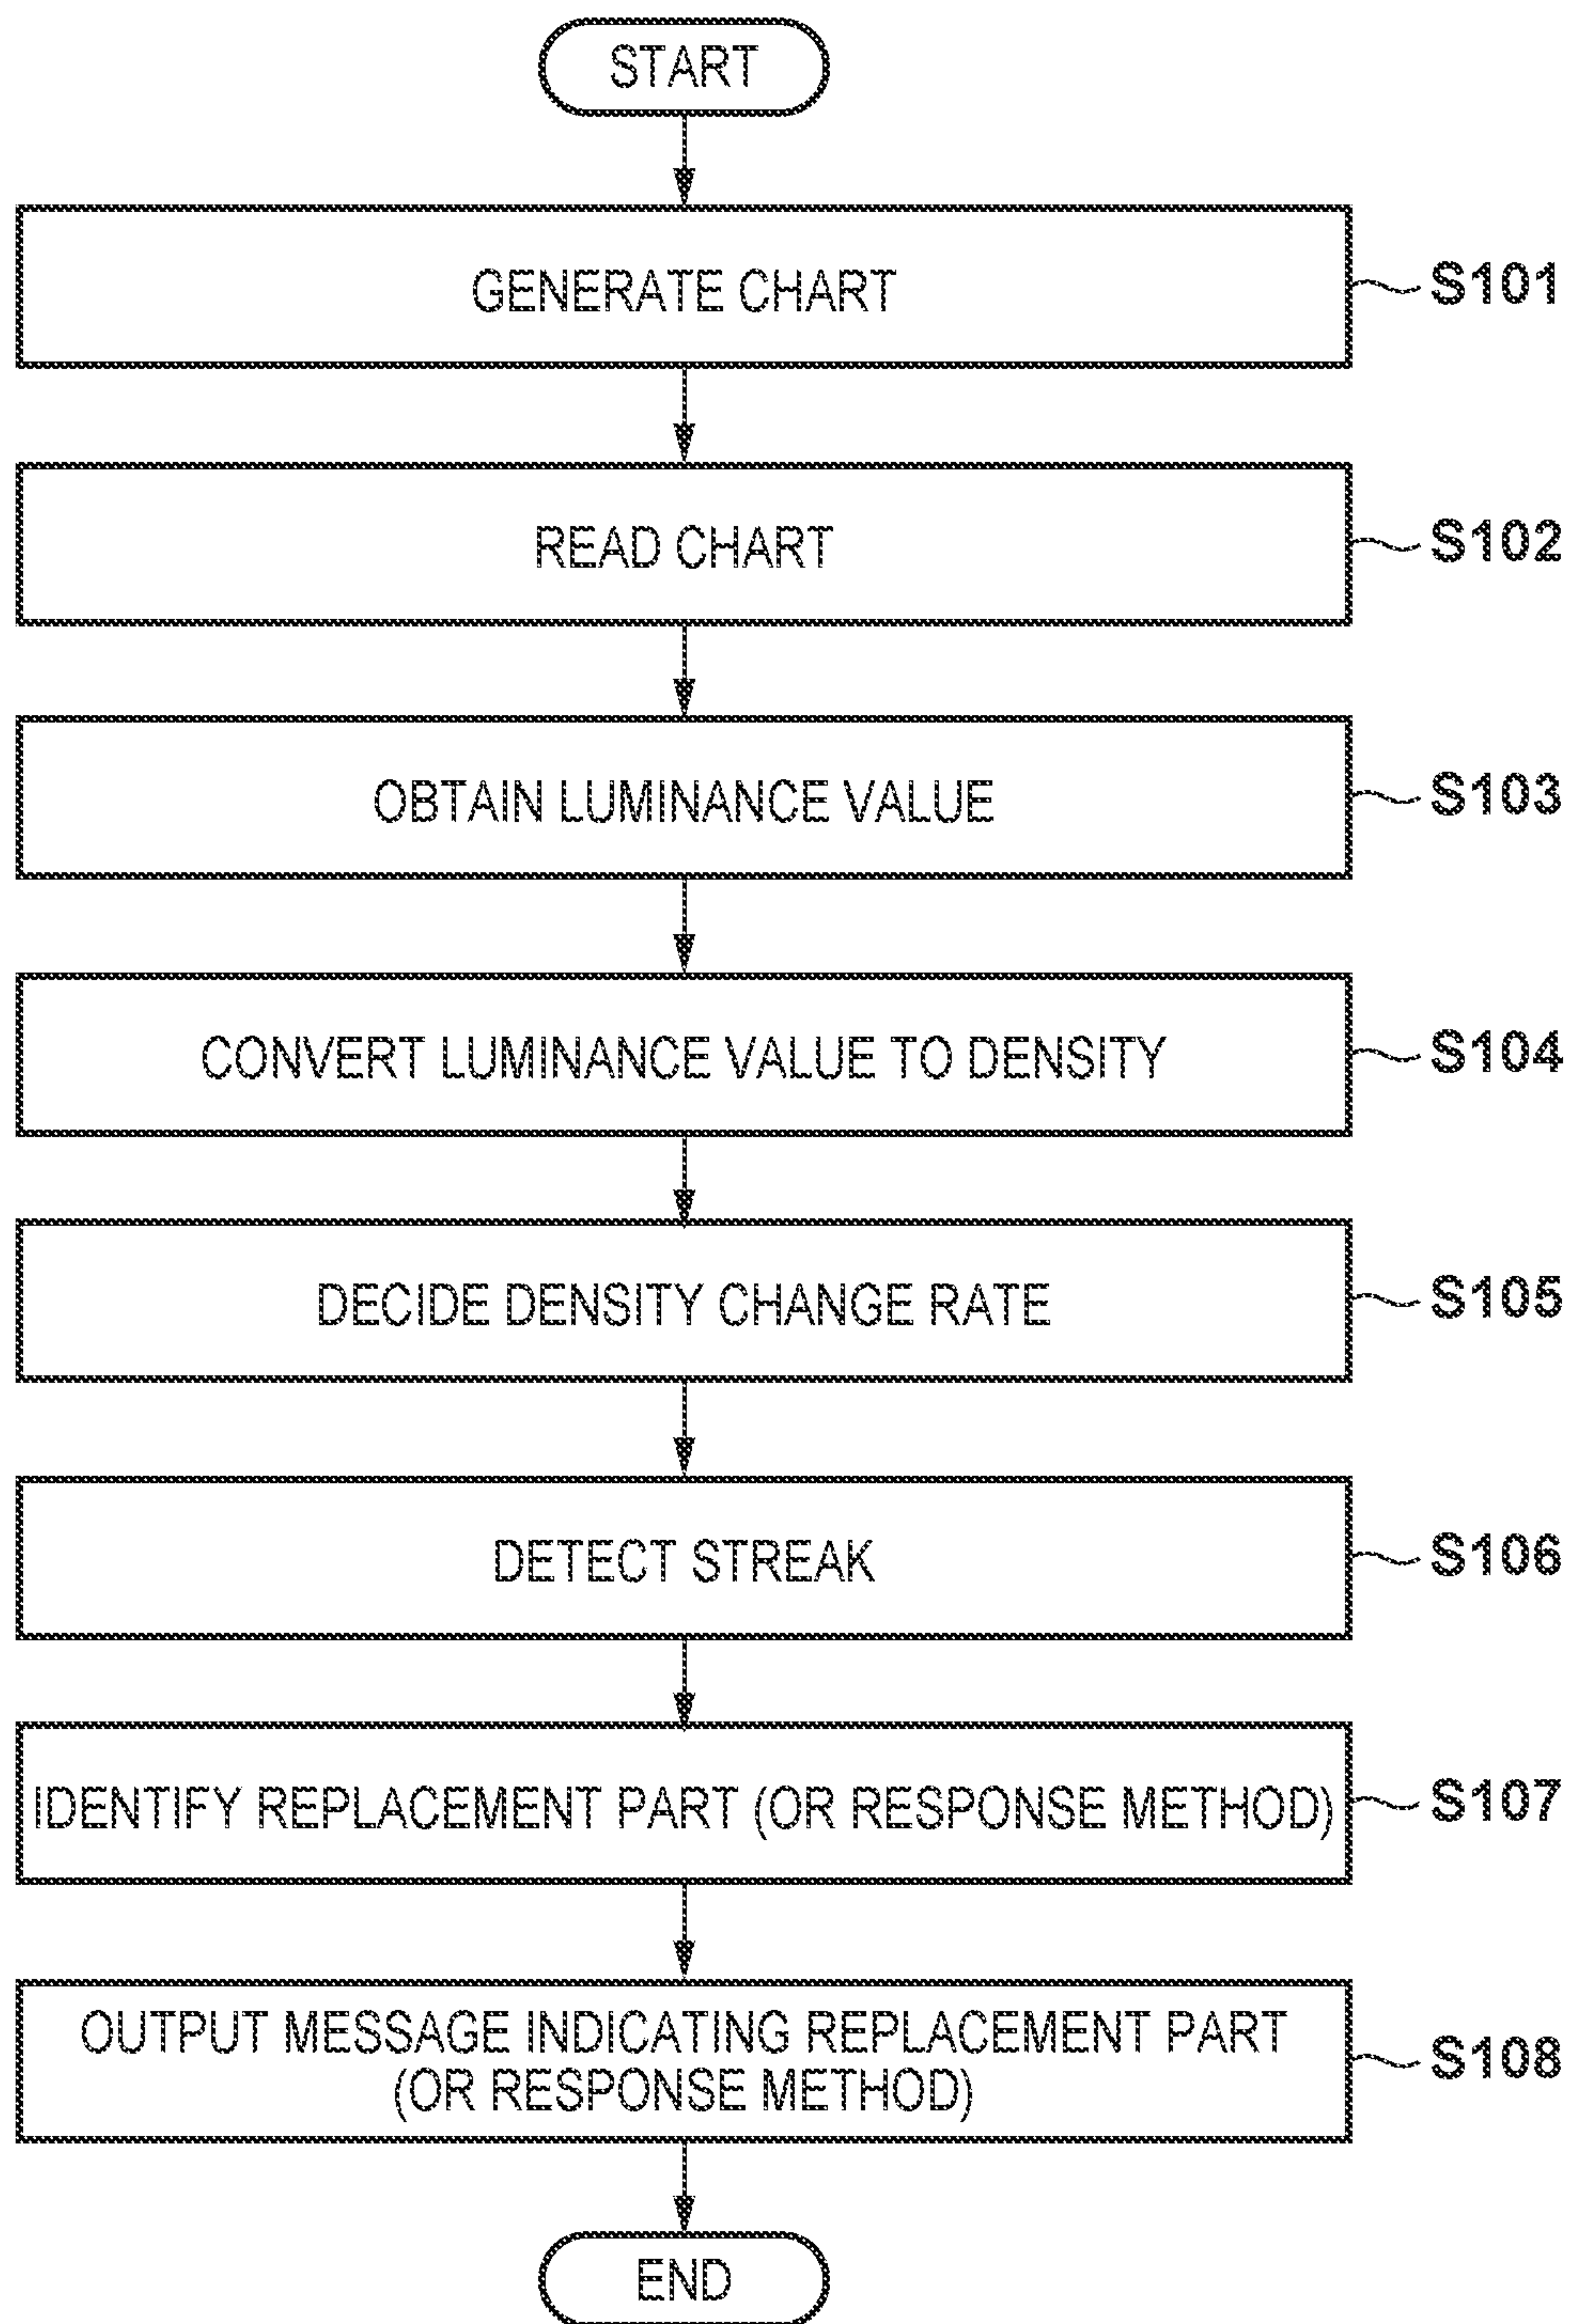 START
GENERATE CHART
S101
READ CHART
S102
OBTAIN LUMINANCE VALUE
S103
CONVERT LUMINANCE VALUE TO DENSITY
S104
DECIDE DENSITY CHANGE RATE
S105
DETECT STREAK
S106
IDENTIFY REPLACEMENT PART (OR RESPONSE METHOD)
S107
OUTPUT MESSAGE INDICATING REPLACEMENT PART
(OR RESPONSE METHOD)
S108
END